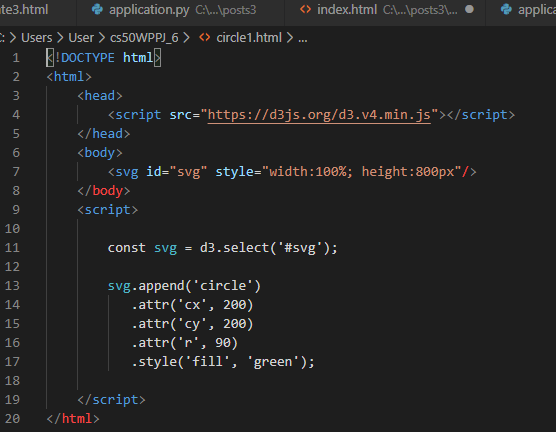 te3.html application.py C:\...\posts3 index.html C:\...\posts3\... applica
C: > Users > User > cs50WPPJ_6 > circle1.html > ...
1 <!DOCTYPE html>
2 <html>
3 <head>
4 <script src="https://d3js.org/d3.v4.min.js"></script>
5 </head>
6 <body>
7 <svg id="svg" style="width:100%; height:800px"/>
8 </body>
9 <script>
10
11 const svg = d3.select('#svg');
12
13 svg.append('circle')
14 .attr('cx', 200)
15 .attr('cy', 200)
16 .attr('r', 90)
17 .style('fill', 'green');
18
19 </script>
20 </html>